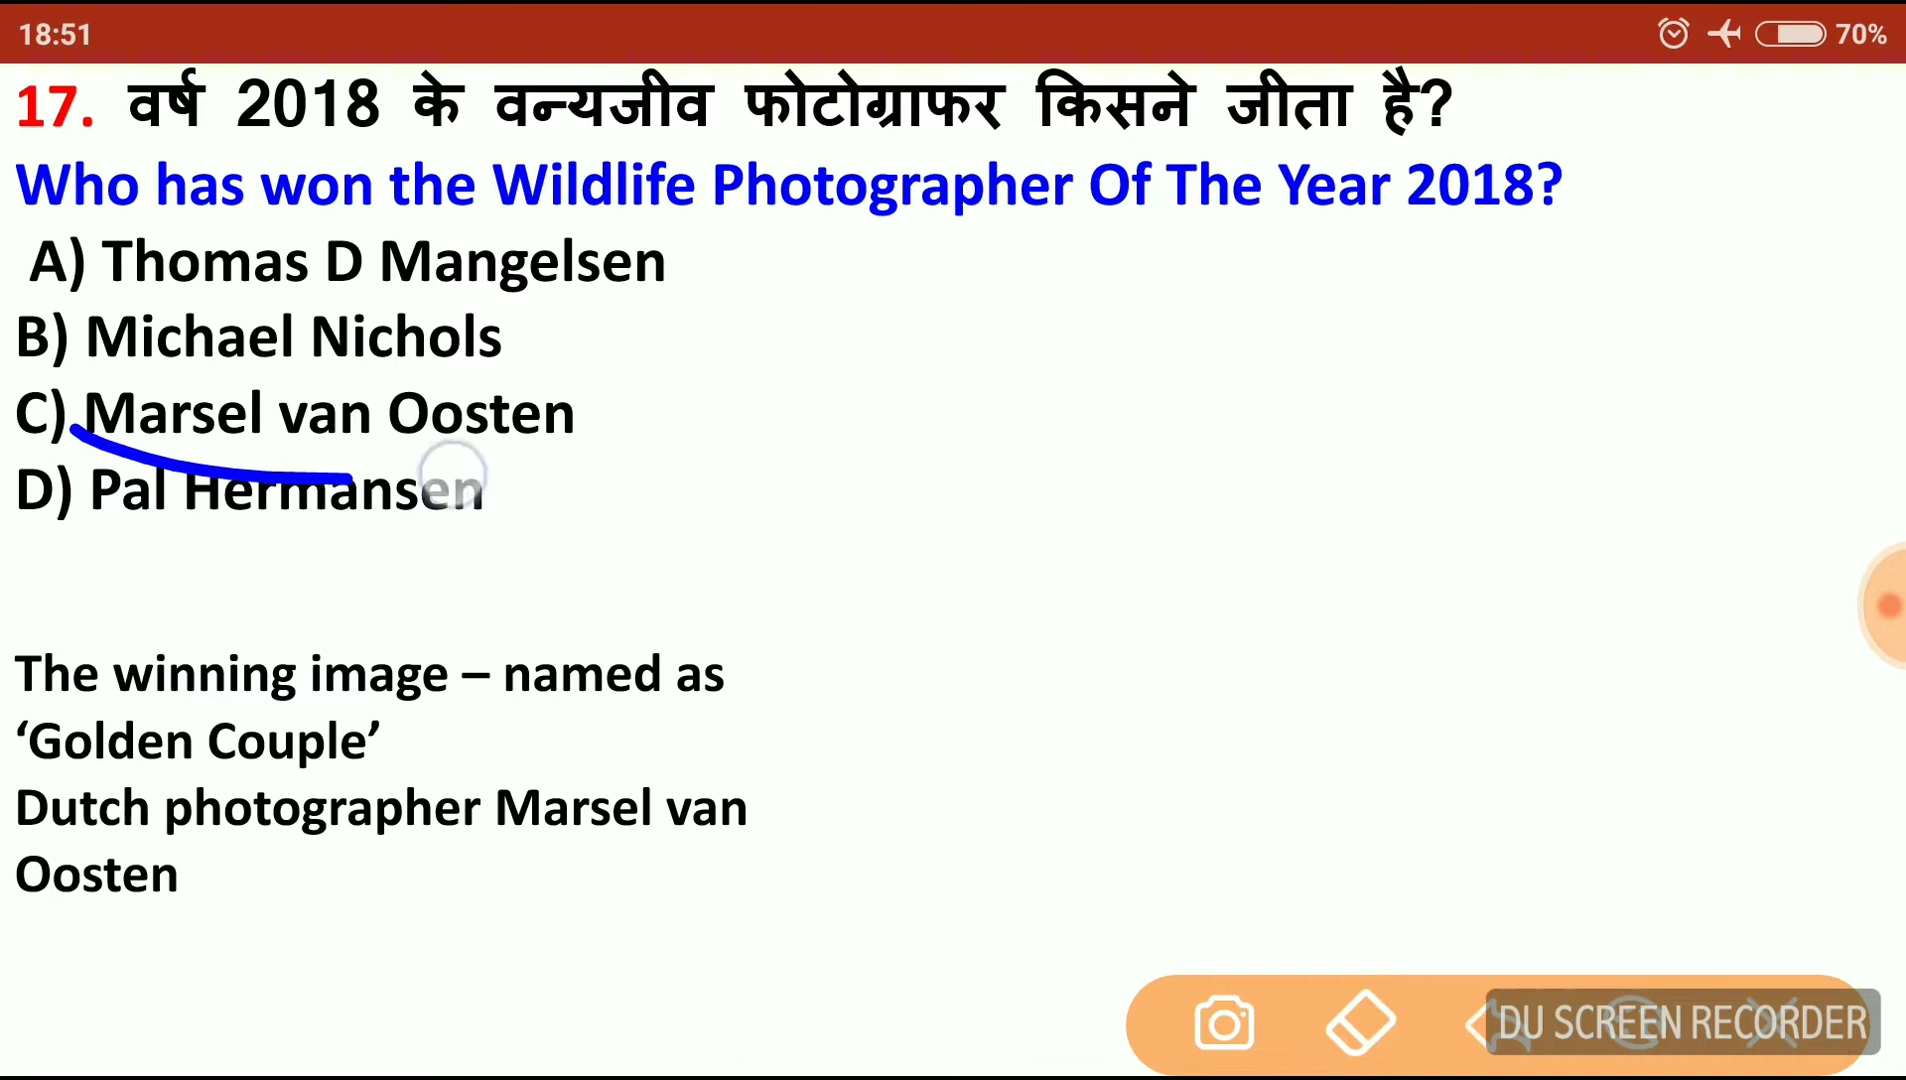 18:51
70%
17. वर्ष 2018 के वन्यजीव फोटोग्राफर किसने जीता है?
Who has won the Wildlife Photographer Of The Year 2018?
A) Thomas D Mangelsen
B) Michael Nichols
C) Marsel van Oosten
D) Pal Hermansen
The winning image – named as
‘Golden Couple’
Dutch photographer Marsel van
Oosten
DU SCREEN RECORDER